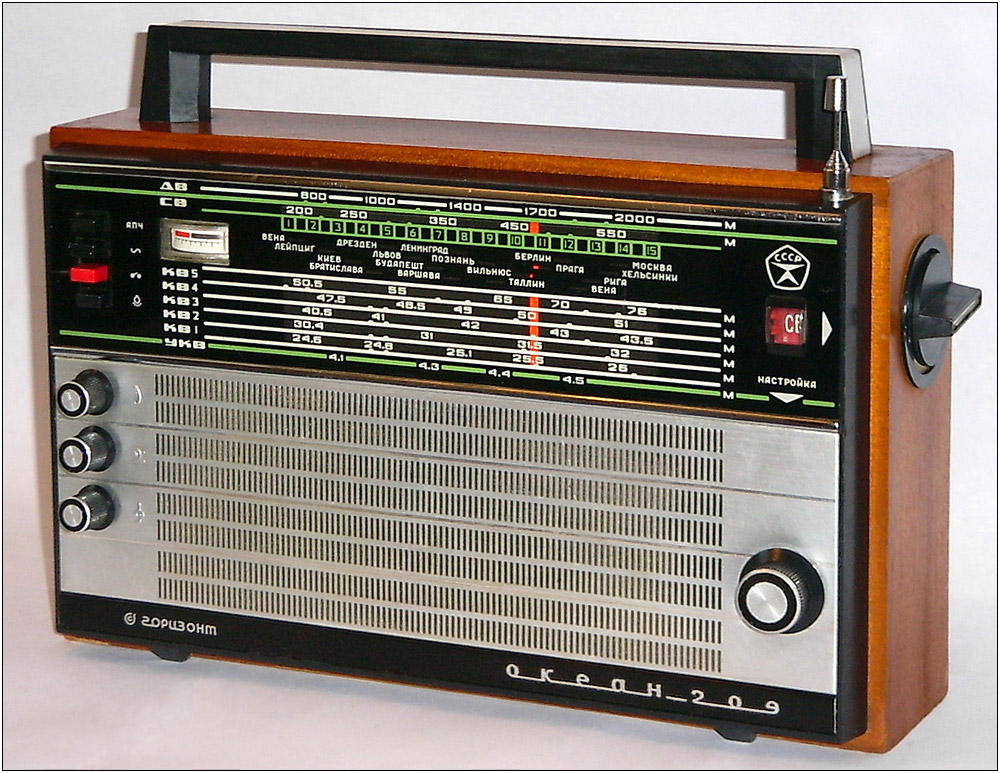 ДВ 800 1000 1400 1700 2000 М
СВ 200 250 350 450 550 М
1 2 3 4 5 6 7 8 9 10 11 12 13 14 15
АПЧ
ВЕНА ДРЕЗДЕН ЛЕНИНГРАД БЕРЛИН МОСКВА
ЛЕЙПЦИГ ЛЬВОВ ПОЗНАНЬ ПРАГА ХЕЛЬСИНКИ
КИЕВ БУДАПЕШТ ВИЛЬНЮС РИГА
БРАТИСЛАВА ВАРШАВА ТАЛЛИН ВЕНА
СССР
КВ5 50.5 55 65 70 75 М
КВ4 47.5 48.5 49 50 51 М
КВ3 40.5 41 42 43 43.5 М
КВ2 30.4 31 31.5 32 М
КВ1 24.6 24.8 25.1 25.5 26 М
УКВ 4.1 4.3 4.4 4.5 М
НАСТРОЙКА
ГОРИЗОНТ
ОКЕАН-209